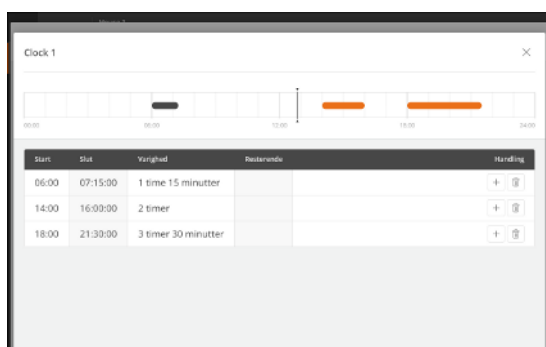 Clock 1
00:00 06:00 12:00 18:00 24:00
Start Slut Varighed Resterende Handling
06:00 07:15:00 1 time 15 minutter
14:00 16:00:00 2 timer
18:00 21:30:00 3 timer 30 minutter